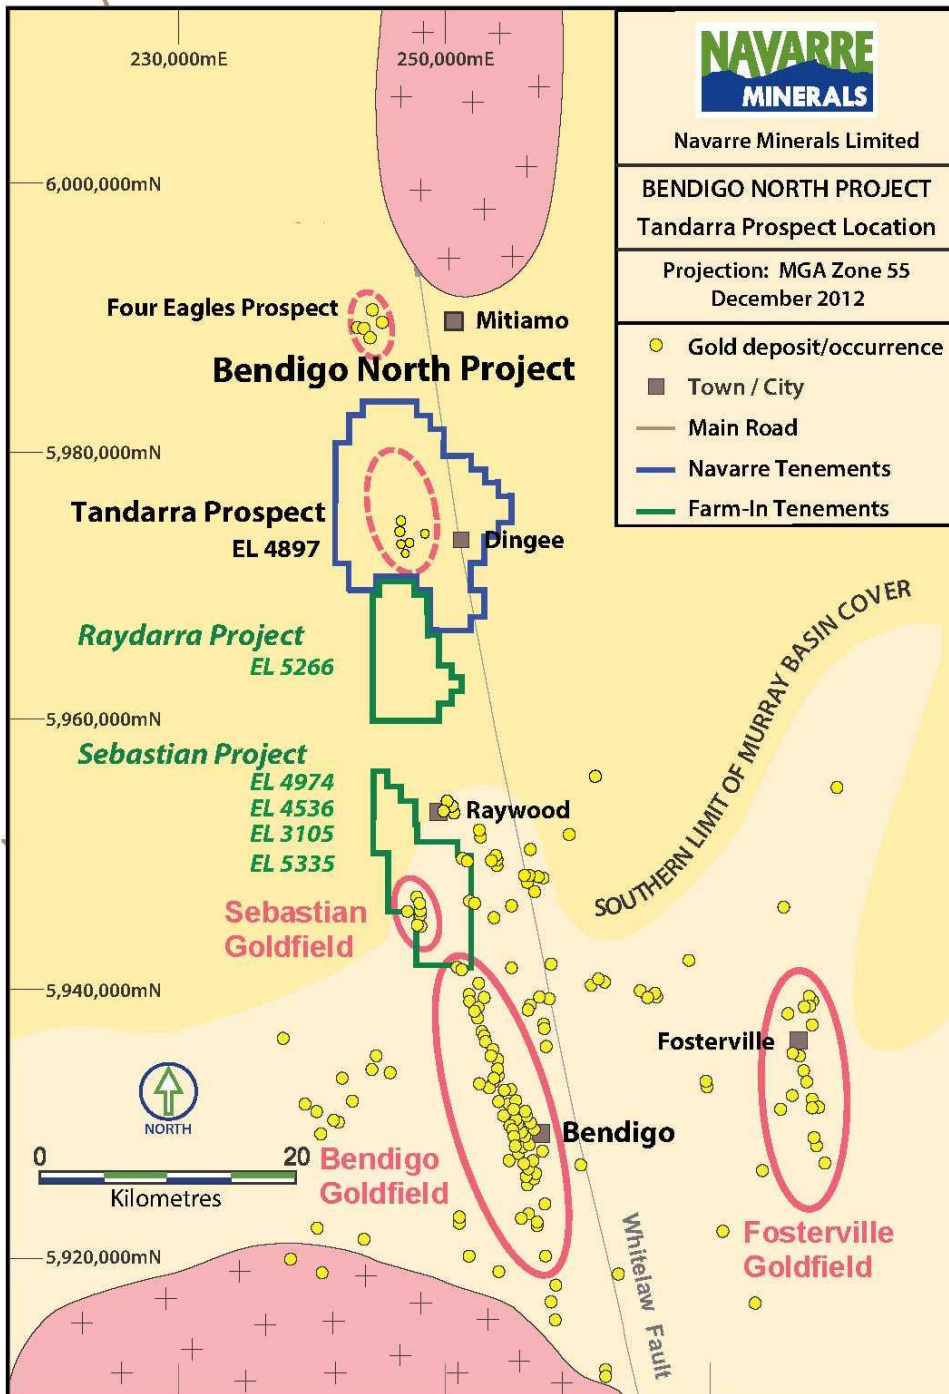 230,000mE
250,000mE
NAVARRE
MINERALS
Navarre Minerals Limited
BENDIGO NORTH PROJECT
Tandarra Prospect Location
Projection: MGA Zone 55
December 2012
Gold deposit/occurrence
Town / City
Main Road
Navarre Tenements
Farm-In Tenements
6,000,000mN
Four Eagles Prospect
Mitiamo
Bendigo North Project
5,980,000mN
Tandarra Prospect
EL 4897
Dingee
Raydarra Project
EL 5266
SOUTHERN LIMIT OF MURRAY BASIN COVER
5,960,000mN
Sebastian Project
EL 4974
EL 4536
EL 3105
EL 5335
Raywood
Sebastian
Goldfield
5,940,000mN
Fosterville
NORTH
Bendigo
0 20
Kilometres
Bendigo
Goldfield
Whitelaw Fault
Fosterville
Goldfield
5,920,000mN